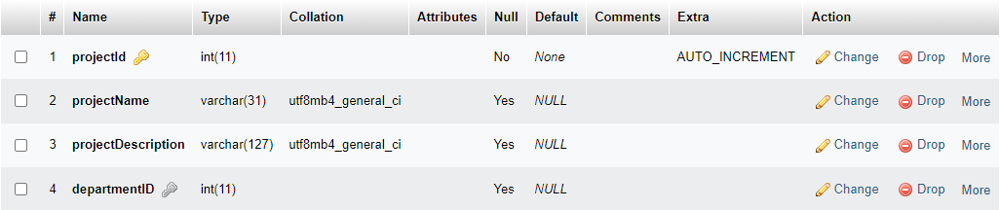 # Name Type Collation Attributes Null Default Comments Extra Action
1 projectId int(11) No None AUTO_INCREMENT Change Drop More
2 projectName varchar(31) utf8mb4_general_ci Yes NULL Change Drop More
3 projectDescription varchar(127) utf8mb4_general_ci Yes NULL Change Drop More
4 departmentID int(11) Yes NULL Change Drop More